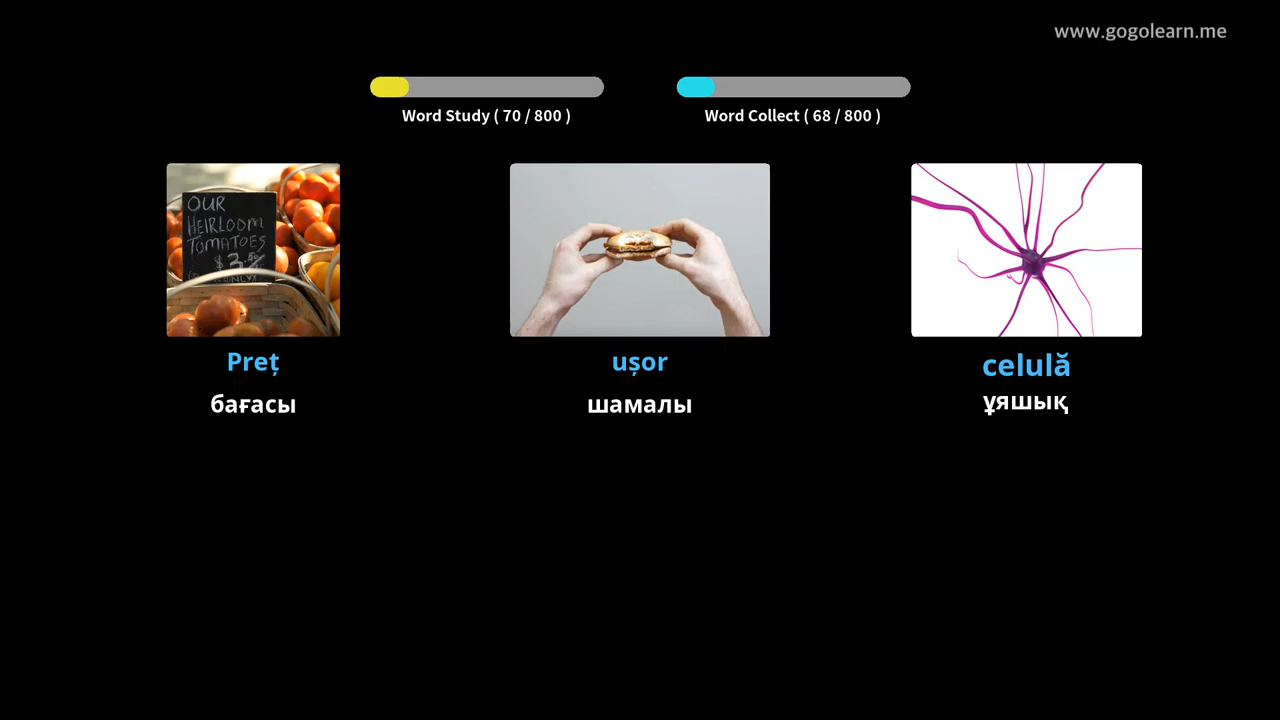 www.gogolearn.me
Word Study ( 70 / 800 )
Word Collect ( 68 / 800 )
OUR
HEIRLOOM
TOMATOES
Preț
ușor
celulă
бағасы
шамалы
ұяшық